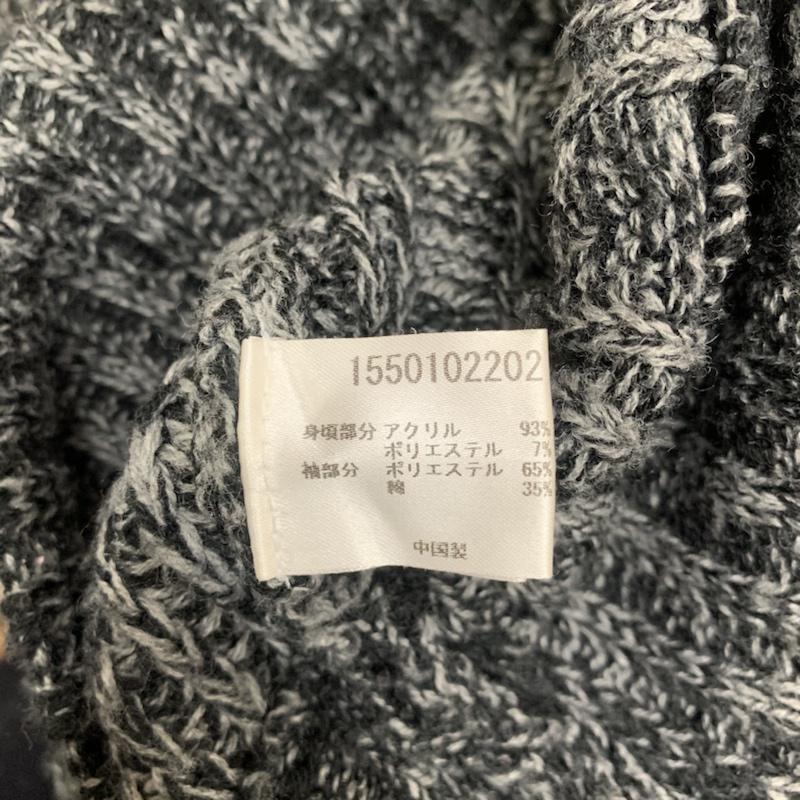 1550102202
身頃部分 アクリル 93%
ポリエステル 7%
袖部分 ポリエステル 65%
綿 35%
中国製